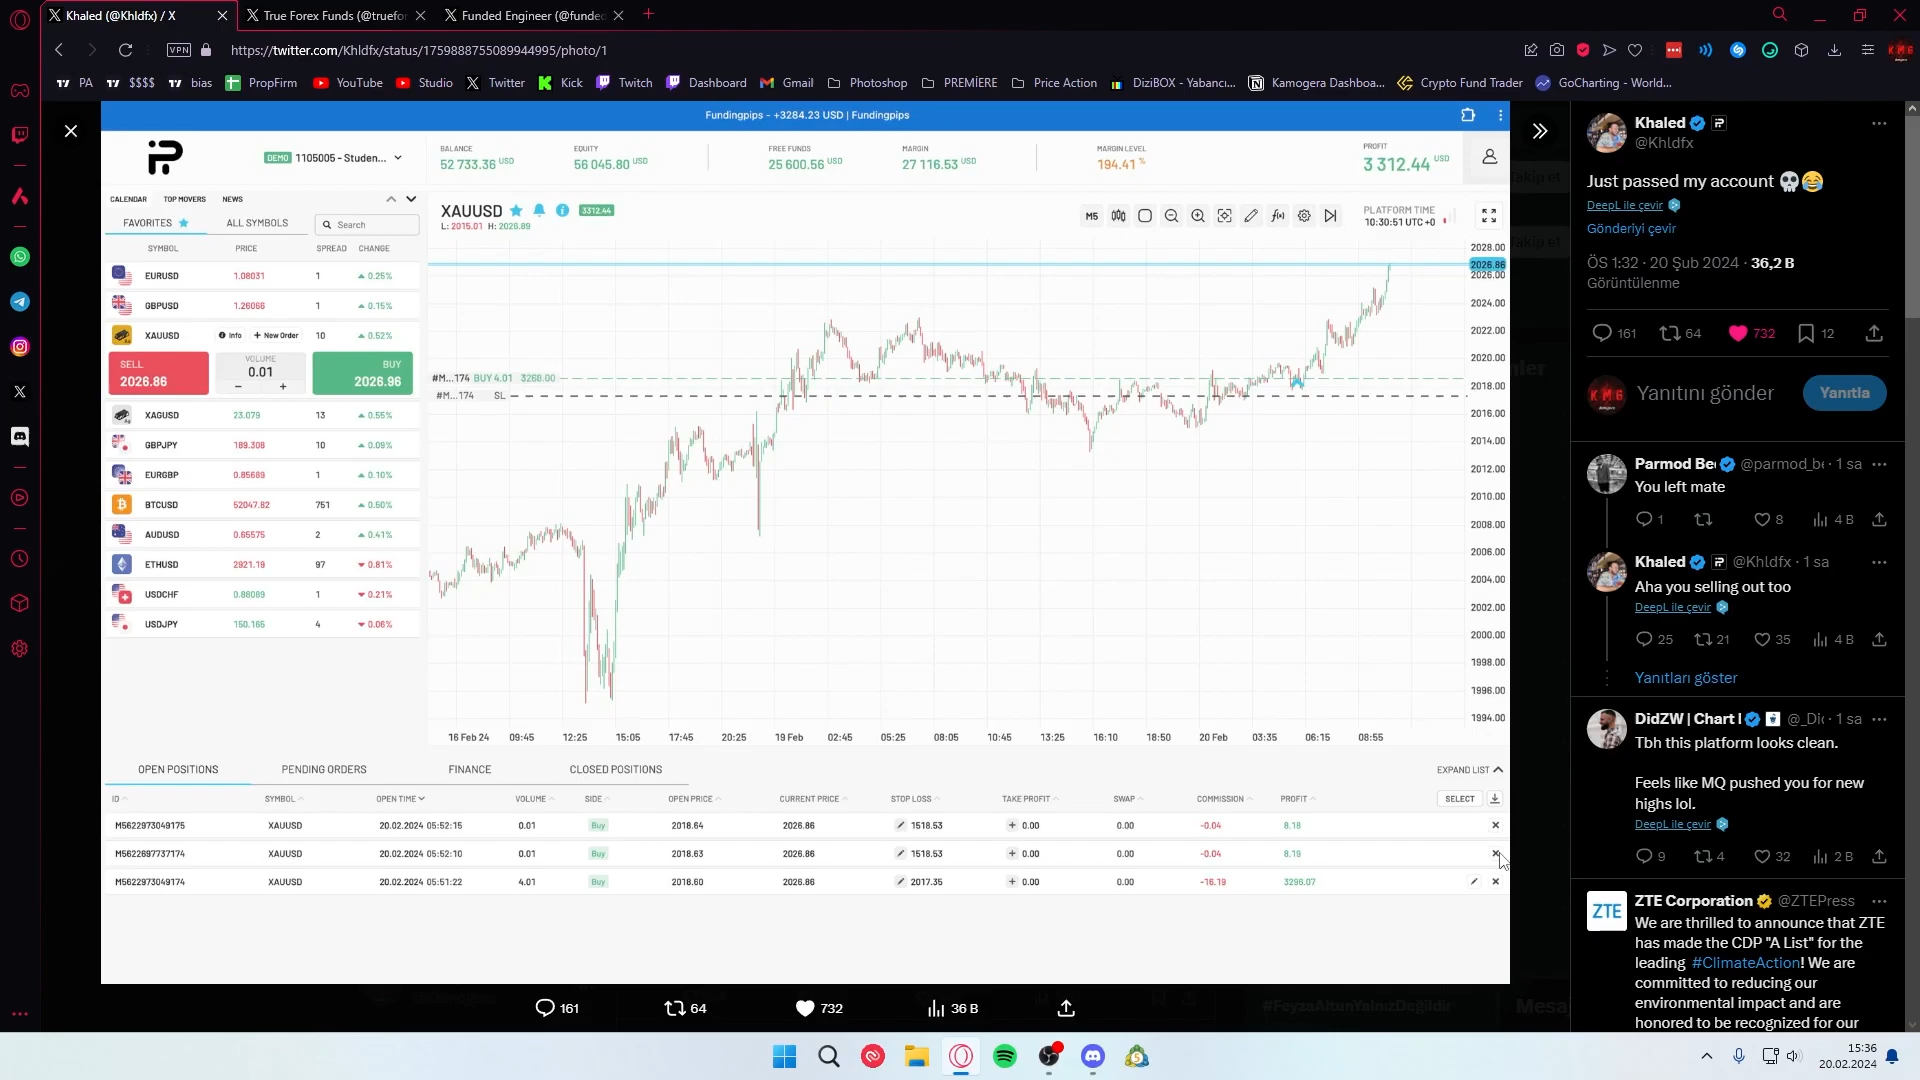 Khaled (@Khldfx) / X
True Forex Funds (@truefor
Funded Engineer (@funded
VPN
https://twitter.com/Khldfx/status/1759888755089944995/photo/1
PA
$$$$
bias
PropFirm
YouTube
Studio
Twitter
Kick
Twitch
Dashboard
Gmail
Photoshop
PREMİERE
Price Action
DiziBOX - Yabancı...
Kamogera Dashboa...
Crypto Fund Trader
GoCharting - World...
Fundingpips - +3284.23 USD | Fundingpips
DEMO 1105005 - Studen...
BALANCE
52 733.36 USD
EQUITY
56 045.80 USD
FREE FUNDS
25 600.56 USD
MARGIN
27 116.53 USD
MARGIN LEVEL
194.41 %
PROFIT
3 312.44 USD
CALENDAR TOP MOVERS NEWS
FAVORITES ALL SYMBOLS Search
SYMBOL PRICE SPREAD CHANGE
EURUSD 1.08031 1 0.25%
GBPUSD 1.26066 1 0.15%
XAUUSD Info + New Order 10 0.52%
SELL
2026.86
VOLUME
0.01
BUY
2026.96
XAGUSD 23.079 13 0.55%
GBPJPY 189.308 10 0.09%
EURGBP 0.85689 1 0.10%
BTCUSD 52047.82 751 0.50%
AUDUSD 0.65575 2 0.41%
ETHUSD 2921.19 97 0.81%
USDCHF 0.88089 1 0.21%
USDJPY 150.165 4 0.06%
XAUUSD 3312.44
L: 2015.01 H: 2026.89
M5
PLATFORM TIME
10:30:51 UTC+0
2028.00
2026.86
2026.00
2024.00
2022.00
2020.00
2018.00
2016.00
2014.00
2012.00
2010.00
2008.00
2006.00
2004.00
2002.00
2000.00
1998.00
1996.00
1994.00
#M...174 BUY 4.01 3268.00
#M...174 SL
16 Feb 24 09:45 12:25 15:05 17:45 20:25 19 Feb 02:45 05:25 08:05 10:45 13:25 16:10 18:50 20 Feb 03:35 06:15 08:55
OPEN POSITIONS PENDING ORDERS FINANCE CLOSED POSITIONS EXPAND LIST
ID SYMBOL OPEN TIME VOLUME SIDE OPEN PRICE CURRENT PRICE STOP LOSS TAKE PROFIT SWAP COMMISSION PROFIT SELECT
M5622973049175 XAUUSD 20.02.2024 05:52:15 0.01 Buy 2018.64 2026.86 1518.53 0.00 0.00 -0.04 8.18
M5622697737174 XAUUSD 20.02.2024 05:52:10 0.01 Buy 2018.63 2026.86 1518.53 0.00 0.00 -0.04 8.19
M5622973049174 XAUUSD 20.02.2024 05:51:22 4.01 Buy 2018.60 2026.86 2017.35 0.00 0.00 -16.19 3296.07
161 64 732 36 B
#FeyzaAltunYalnızDeğildir
Khaled
@Khldfx
Just passed my account 💀😂
DeepL ile çevir
Gönderiyi çevir
ÖS 1:32 · 20 Şub 2024 · 36,2 B
Görüntülenme
161 64 732 12
Yanıtını gönder
Yanıtla
Parmod Be @parmod_be · 1 sa
You left mate
1 8 4 B
Khaled @Khldfx · 1 sa
Aha you selling out too
DeepL ile çevir
25 21 35 4 B
Yanıtları göster
DidZW | Chart @_Di · 1 sa
Tbh this platform looks clean.
Feels like MQ pushed you for new
highs lol.
DeepL ile çevir
9 4 32 2 B
ZTE
ZTE Corporation @ZTEPress
We are thrilled to announce that ZTE
has made the CDP "A List" for the
leading #ClimateAction! We are
committed to reducing our
environmental impact and are
honored to be recognized for our
15:36
20.02.2024